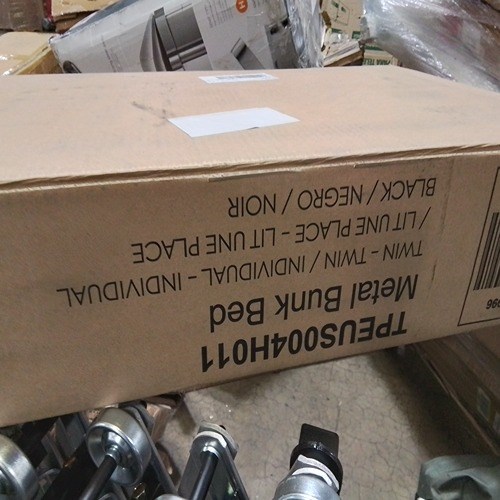 TPEUS004H011
Metal Bunk Bed
TWIN - TWIN / INDIVIDUAL - INDIVIDUAL
/ LIT UNE PLACE - LIT UNE PLACE
BLACK / NEGRO / NOIR